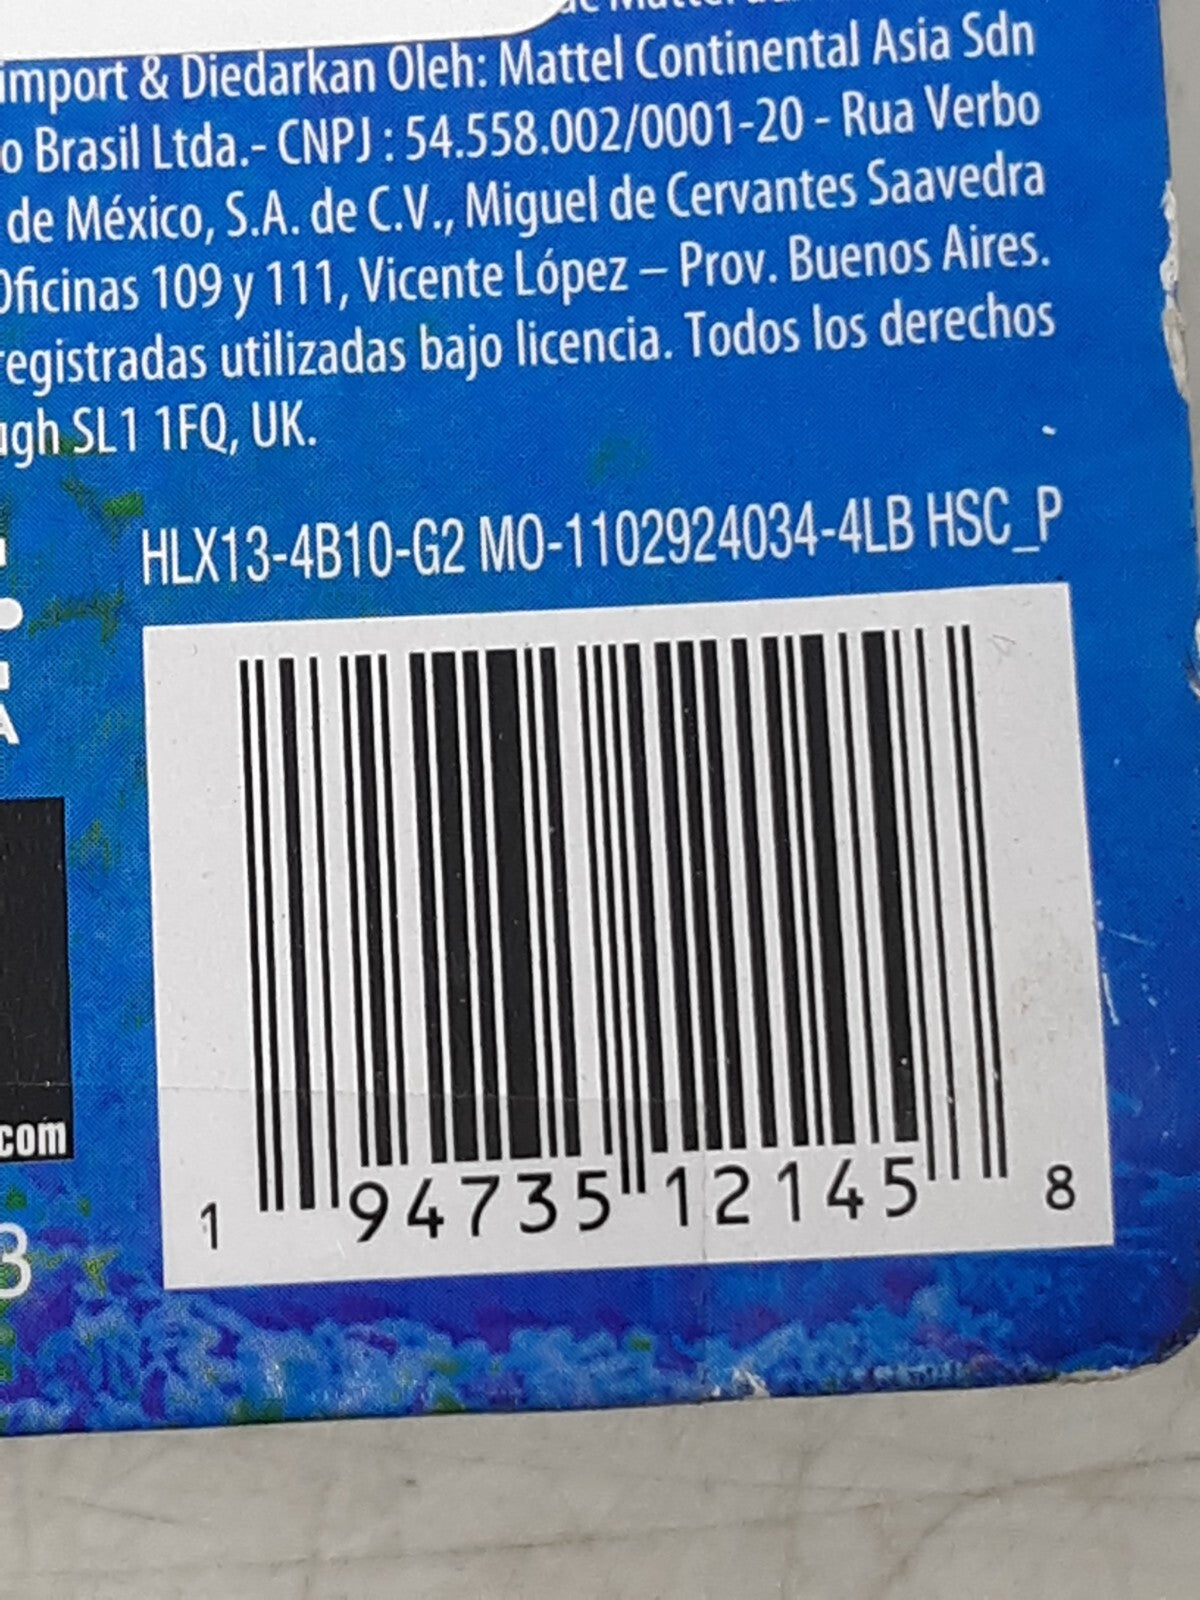 import & Diedarkan Oleh: Mattel Continental Asia Sdn
o Brasil Ltda.- CNPJ : 54.558.002/0001-20 - Rua Verbo
de México, S.A. de C.V., Miguel de Cervantes Saavedra
Oficinas 109 y 111, Vicente López – Prov. Buenos Aires.
registradas utilizadas bajo licencia. Todos los derechos
ugh SL1 1FQ, UK.
HLX13-4B10-G2 MO-1102924034-4LB HSC_P
A
.com
3
1 94735 12145 8